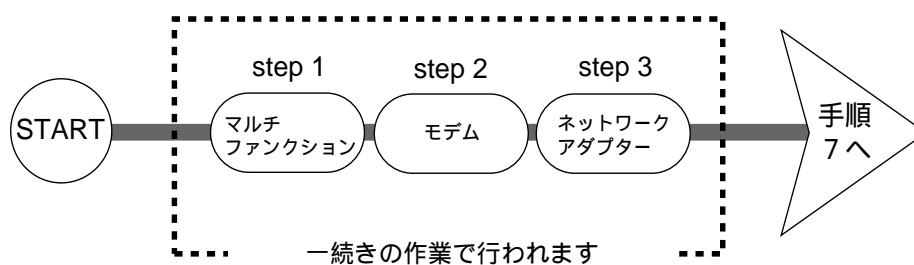 step 1
step 2
step 3
START
マルチ
ファンクション
モデム
ネットワーク
アダプター
手順
7へ
一続きの作業で行われます